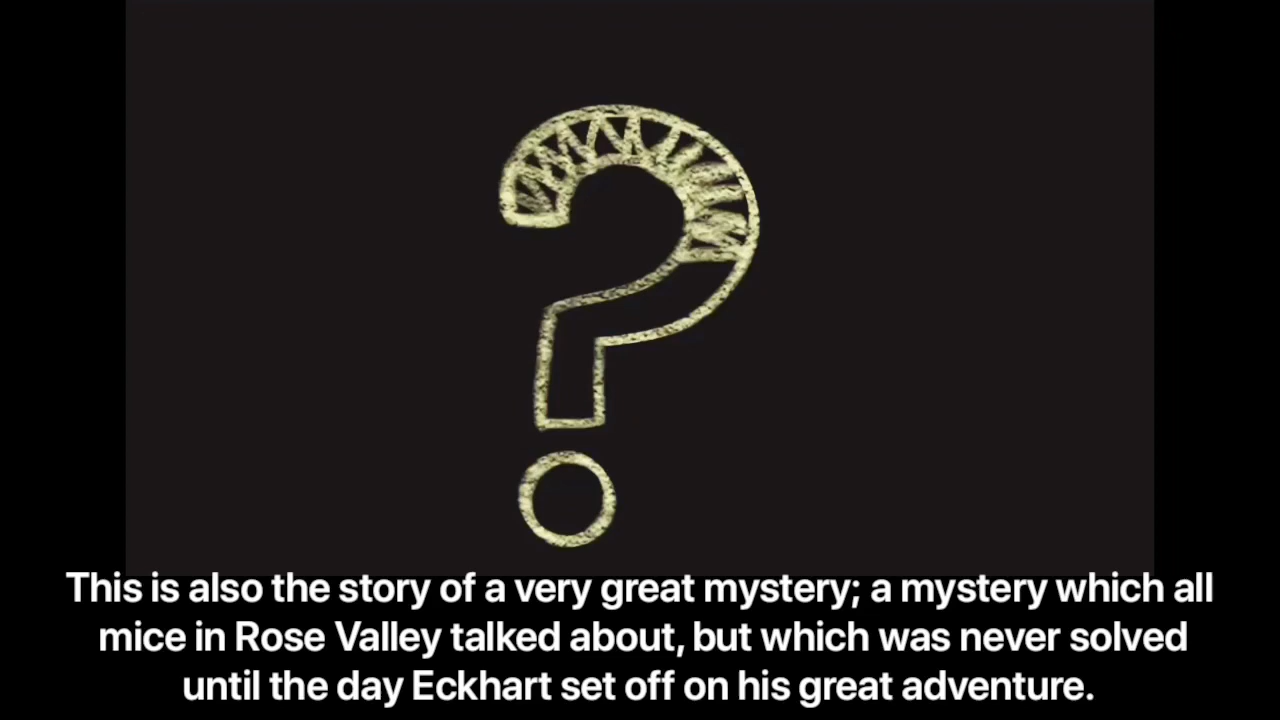 ?
This is also the story of a very great mystery; a mystery which all
mice in Rose Valley talked about, but which was never solved
until the day Eckhart set off on his great adventure.